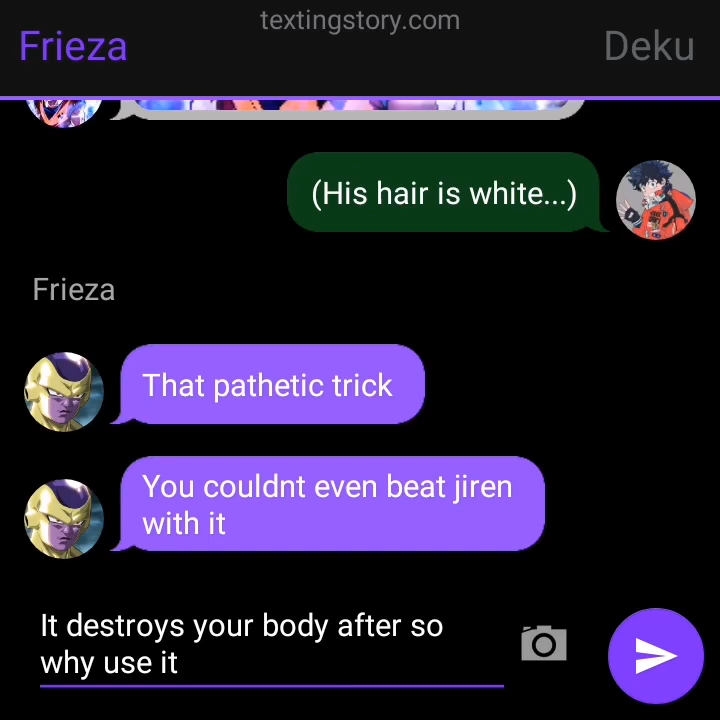 textingstory.com
Frieza
Deku
(His hair is white...)
Frieza
That pathetic trick
You couldnt even beat jiren
with it
It destroys your body after so
why use it